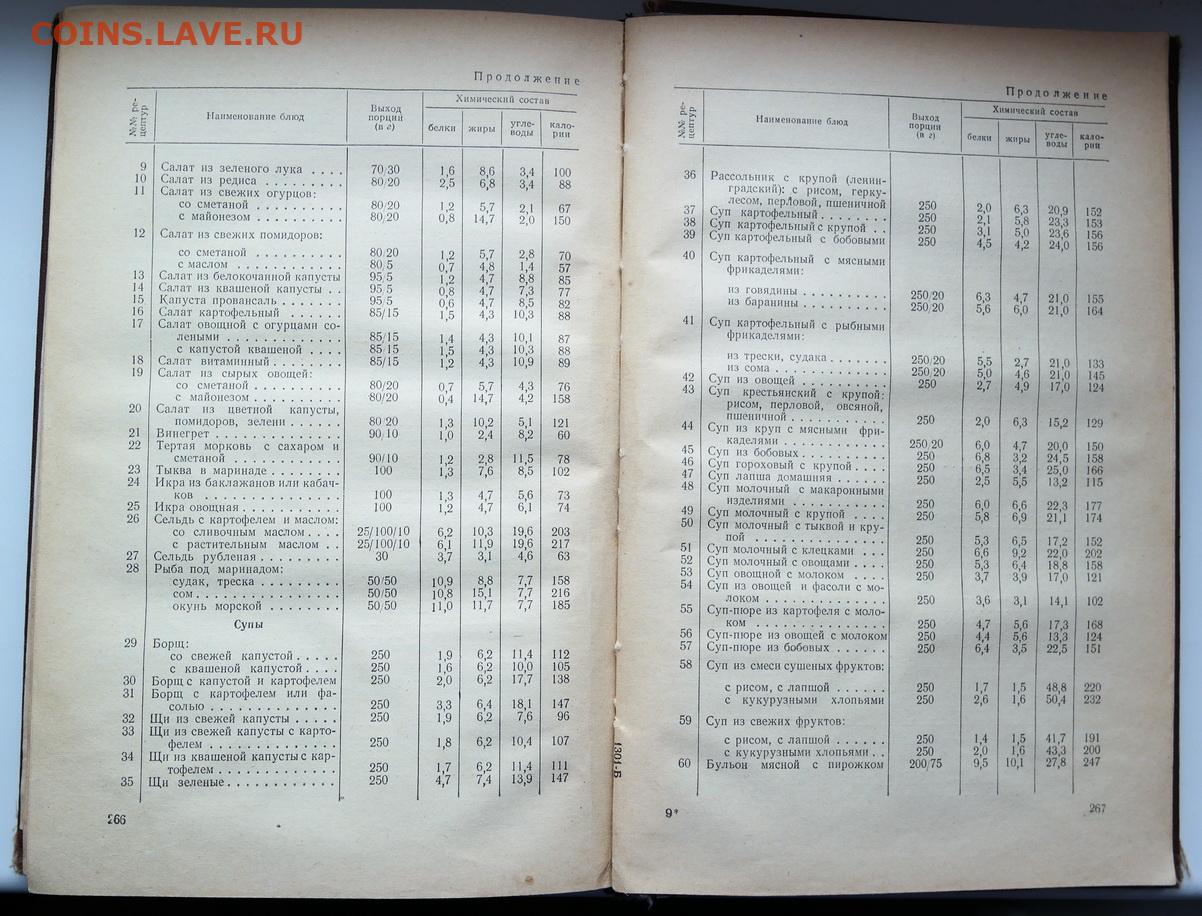 COINS.LAVE.RU
Продолжение
№№ ре-
цептур
Наименование блюд
Выход
порции
(в г)
Химический состав
белки жиры угле-
воды кало-
рии
9 Салат из зеленого лука .... 70/30 1,6 8,6 3,4 100
10 Салат из редиса ......... 80/20 2,5 6,8 3,4 88
11 Салат из свежих огурцов:
со сметаной .......... 80/20 1,2 5,7 2,1 67
с майонезом .......... 80/20 0,8 14,7 2,0 150
12 Салат из свежих помидоров:
со сметаной .......... 80/20 1,2 5,7 2,8 70
с маслом ............ 80/5 0,7 4,8 1,4 57
13 Салат из белокочанной капусты 95/5 1,2 4,7 8,8 85
14 Салат из квашеной капусты .. 95/5 0,8 4,7 7,3 77
15 Капуста провансаль ....... 95/5 0,6 4,7 8,5 82
16 Салат картофельный ...... 85/15 1,5 4,3 10,3 88
17 Салат овощной с огурцами со-
леными ............. 85/15 1,4 4,3 10,1 87
с капустой квашеной .... 85/15 1,5 4,3 10,3 88
18 Салат витаминный ........ 85/15 1,2 4,3 10,9 89
19 Салат из сырых овощей:
со сметаной .......... 80/20 0,7 5,7 4,3 76
с майонезом .......... 80/20 0,4 14,7 4,2 158
20 Салат из цветной капусты,
помидоров, зелени ...... 80/20 1,3 10,2 5,1 121
21 Винегрет .............. 90/10 1,0 2,4 8,2 60
22 Тертая морковь с сахаром и
сметаной ............ 90/10 1,2 2,8 11,5 78
23 Тыква в маринаде ........ 100 1,3 7,6 8,5 102
24 Икра из баклажанов или кабач-
ков ............... 100 1,3 4,7 5,6 73
25 Икра овощная ........... 100 1,2 4,7 6,1 74
26 Сельдь с картофелем и маслом:
со сливочным маслом .... 25/100/10 6,2 10,3 19,6 203
с растительным маслом .. 25/100/10 6,1 11,9 19,6 217
27 Сельдь рубленая ......... 30 3,7 3,1 4,6 63
28 Рыба под маринадом:
судак, треска ......... 50/50 10,9 8,8 7,7 158
сом ................ 50/50 10,8 15,1 7,7 216
окунь морской ........ 50/50 11,0 11,7 7,7 185
Супы
29 Борщ:
со свежей капустой ..... 250 1,9 6,2 11,4 112
с квашеной капустой .... 250 1,6 6,2 10,0 105
30 Борщ с капустой и картофелем 250 2,0 6,2 17,7 138
31 Борщ с картофелем или фа-
солью .............. 250 3,3 6,4 18,1 147
32 Щи из свежей капусты ..... 250 1,9 6,2 7,6 96
33 Щи из свежей капусты с карто-
фелем .............. 250 1,8 6,2 10,4 107
34 Щи из квашеной капусты с кар-
тофелем ............. 250 1,7 6,2 11,4 111
35 Щи зеленые ............ 250 4,7 7,4 13,9 147
266
Продолжение
№№ ре-
цептур
Наименование блюд
Выход
порции
(в г)
Химический состав
белки жиры угле-
воды кало-
рии
36 Рассольник с крупой (ленин-
градский): с рисом, герку-
лесом, перловой, пшеничной 250 2,0 6,3 20,9 152
37 Суп картофельный ........ 250 2,1 5,8 23,3 153
38 Суп картофельный с крупой .. 250 3,1 5,0 23,6 156
39 Суп картофельный с бобовыми 250 4,5 4,2 24,0 156
40 Суп картофельный с мясными
фрикаделями:
из говядины .......... 250/20 6,3 4,7 21,0 155
из баранины .......... 250/20 5,6 6,0 21,0 164
41 Суп картофельный с рыбными
фрикаделями:
из трески, судака ....... 250/20 5,5 2,7 21,0 133
из сома ............. 250/20 5,0 4,6 21,0 145
42 Суп из овощей .......... 250 2,7 4,9 17,0 124
43 Суп крестьянский с крупой:
рисом, перловой, овсяной,
пшеничной ........... 250 2,0 6,3 15,2 129
44 Суп из круп с мясными фри-
каделями ............ 250/20 6,0 4,7 20,0 150
45 Суп из бобовых .......... 250 6,8 3,2 24,5 158
46 Суп гороховый с крупой .... 250 6,5 3,4 25,0 166
47 Суп лапша домашняя ...... 250 2,5 5,5 13,2 115
48 Суп молочный с макаронными
изделиями ........... 250 6,0 6,6 22,3 177
49 Суп молочный с крупой .... 250 5,8 6,9 21,1 174
50 Суп молочный с тыквой и кру-
пой ............... 250 5,3 6,5 17,2 152
51 Суп молочный с клецками ... 250 6,6 9,2 22,0 202
52 Суп молочный с овощами .... 250 5,3 6,4 18,8 158
53 Суп овощной с молоком .... 250 3,7 3,9 17,0 121
54 Суп из овощей и фасоли с мо-
локом .............. 250 3,6 3,1 14,1 102
55 Суп-пюре из картофеля с моло-
ком ............... 250 4,7 5,6 17,3 168
56 Суп-пюре из овощей с молоком 250 4,4 5,6 13,3 124
57 Суп-пюре из бобовых ...... 250 6,4 3,5 22,5 151
58 Суп из смеси сушеных фруктов:
с рисом, с лапшой ...... 250 1,7 1,5 48,8 220
с кукурузными хлопьями 250 2,6 1,6 50,4 232
59 Суп из свежих фруктов:
с рисом, с лапшой ...... 250 1,4 1,5 41,7 191
с кукурузными хлопьями .. 250 2,0 1,6 43,3 200
60 Бульон мясной с пирожком 200/75 9,5 10,1 27,8 247
1301-Б
9*
267